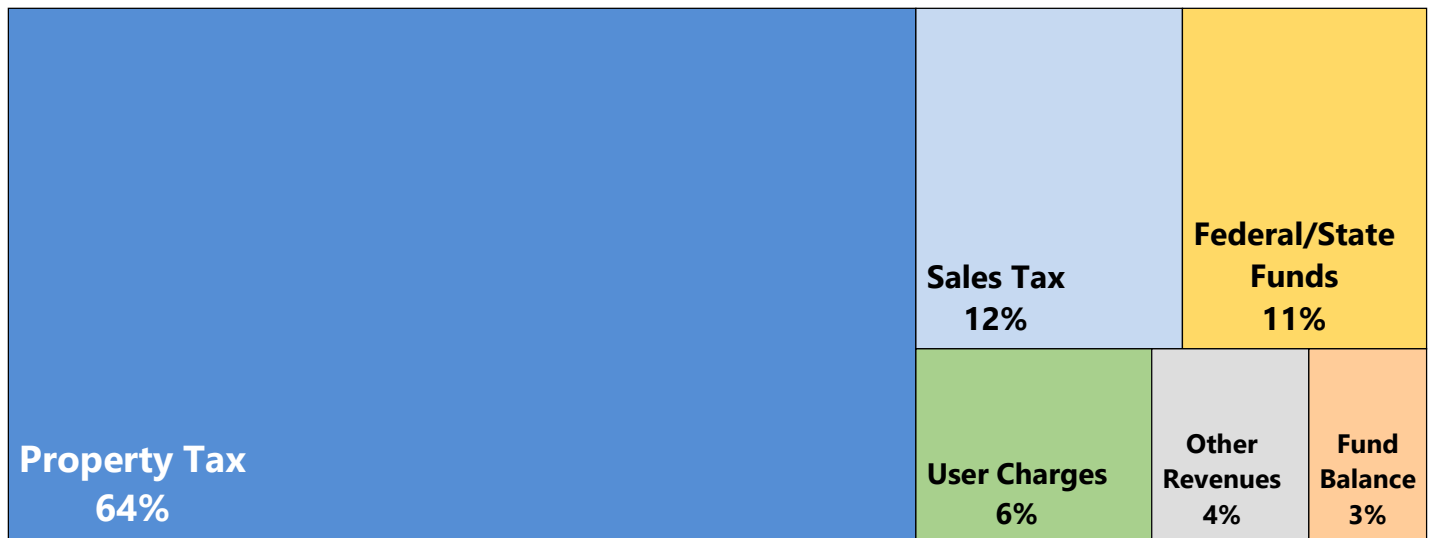 Property Tax
64%
Sales Tax
12%
Federal/State
Funds
11%
User Charges
6%
Other
Revenues
4%
Fund
Balance
3%